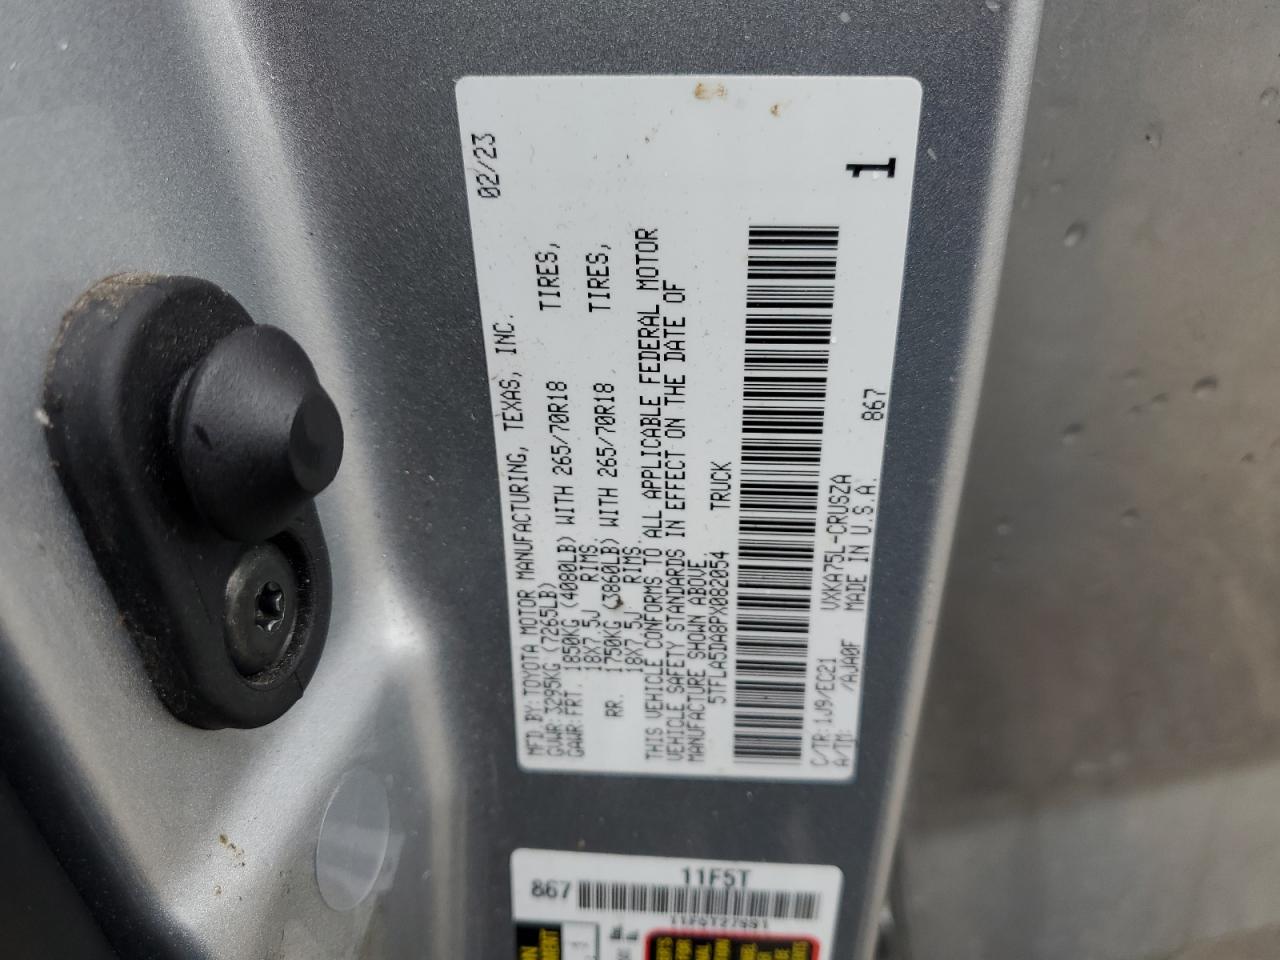 MFD BY:TOYOTA MOTOR MANUFACTURING, TEXAS, INC. 02/23
GVWR:3295KG (7265LB)
GAWR:FRT. 1850KG (4080LB) WITH 265/70R18 TIRES,
18X7.5J RIMS,
RR. 1750KG (3860LB) WITH 265/70R18 TIRES,
18X7.5J RIMS
THIS VEHICLE CONFORMS TO ALL APPLICABLE FEDERAL MOTOR
VEHICLE SAFETY STANDARDS IN EFFECT ON THE DATE OF
MANUFACTURE SHOWN ABOVE
5TFLA5DA8PX082054 TRUCK
C/TR:1J9/EC21 VXKA75L-CRUSZA
A/TM: /AJA0F MADE IN U.S.A. 867
1
11F5T
867